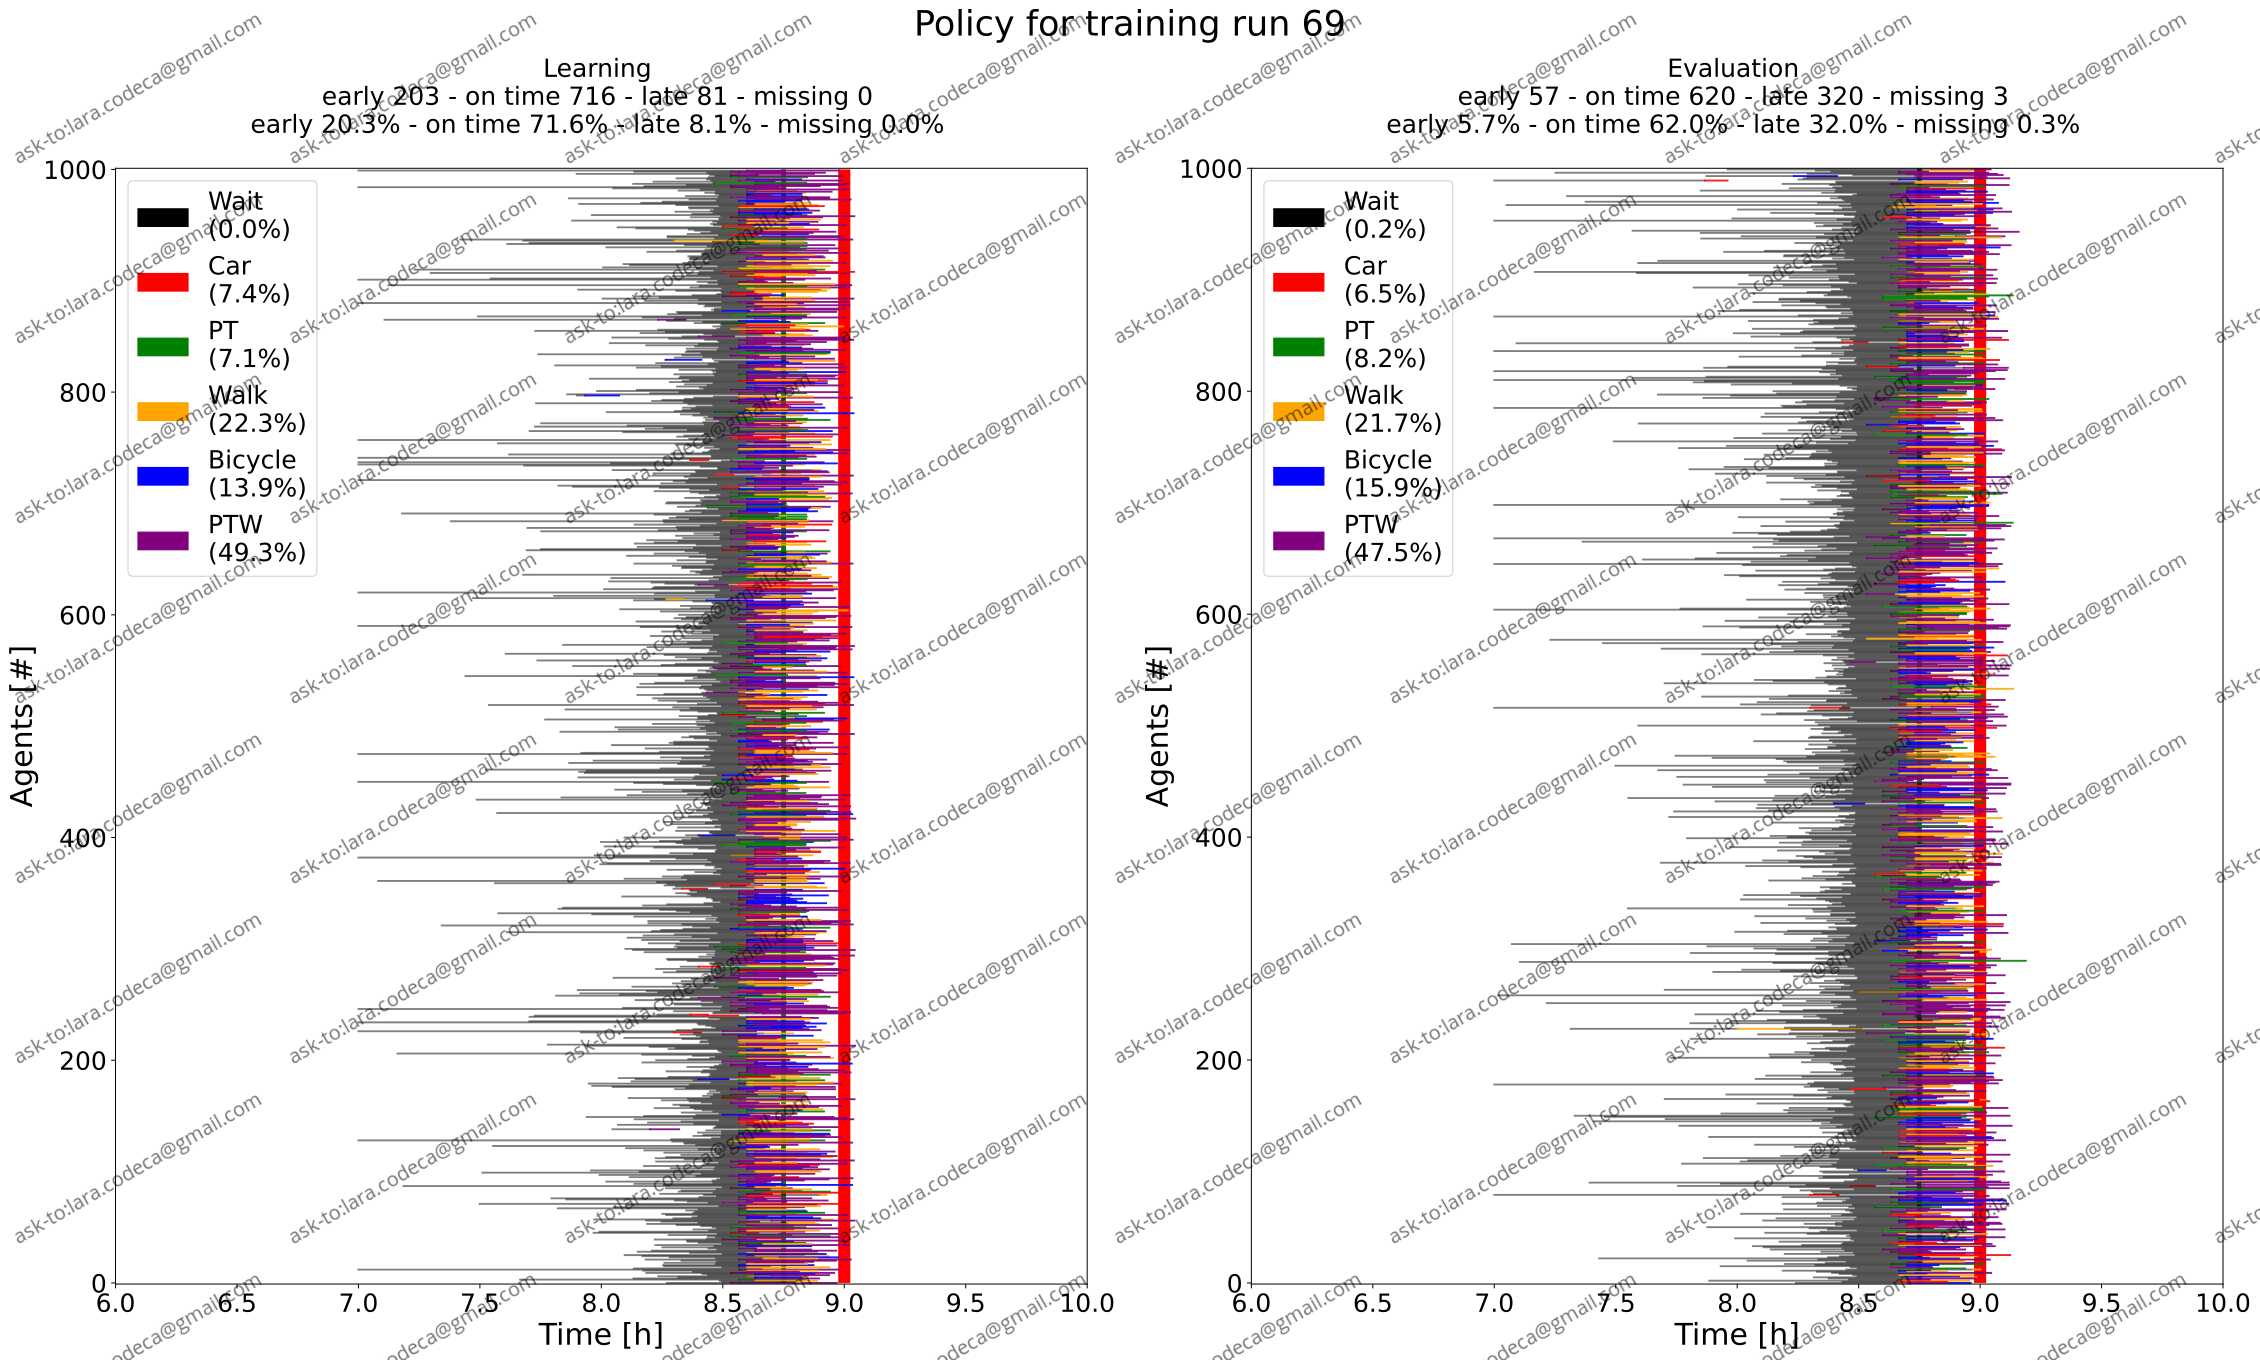 Policy for training run 69
Learning
early 203 - on time 716 - late 81 - missing 0
early 20.3% - on time 71.6% - late 8.1% - missing 0.0%
Agents [#]
1000
800
600
400
200
0
Wait
(0.0%)
Car
(7.4%)
PT
(7.1%)
Walk
(22.3%)
Bicycle
(13.9%)
PTW
(49.3%)
6.0 6.5 7.0 7.5 8.0 8.5 9.0 9.5 10.0
Time [h]
Evaluation
early 57 - on time 620 - late 320 - missing 3
early 5.7% - on time 62.0% - late 32.0% - missing 0.3%
Agents [#]
1000
800
600
400
200
0
Wait
(0.2%)
Car
(6.5%)
PT
(8.2%)
Walk
(21.7%)
Bicycle
(15.9%)
PTW
(47.5%)
6.0 6.5 7.0 7.5 8.0 8.5 9.0 9.5 10.0
Time [h]
ask-to:lara.codeca@gmail.com